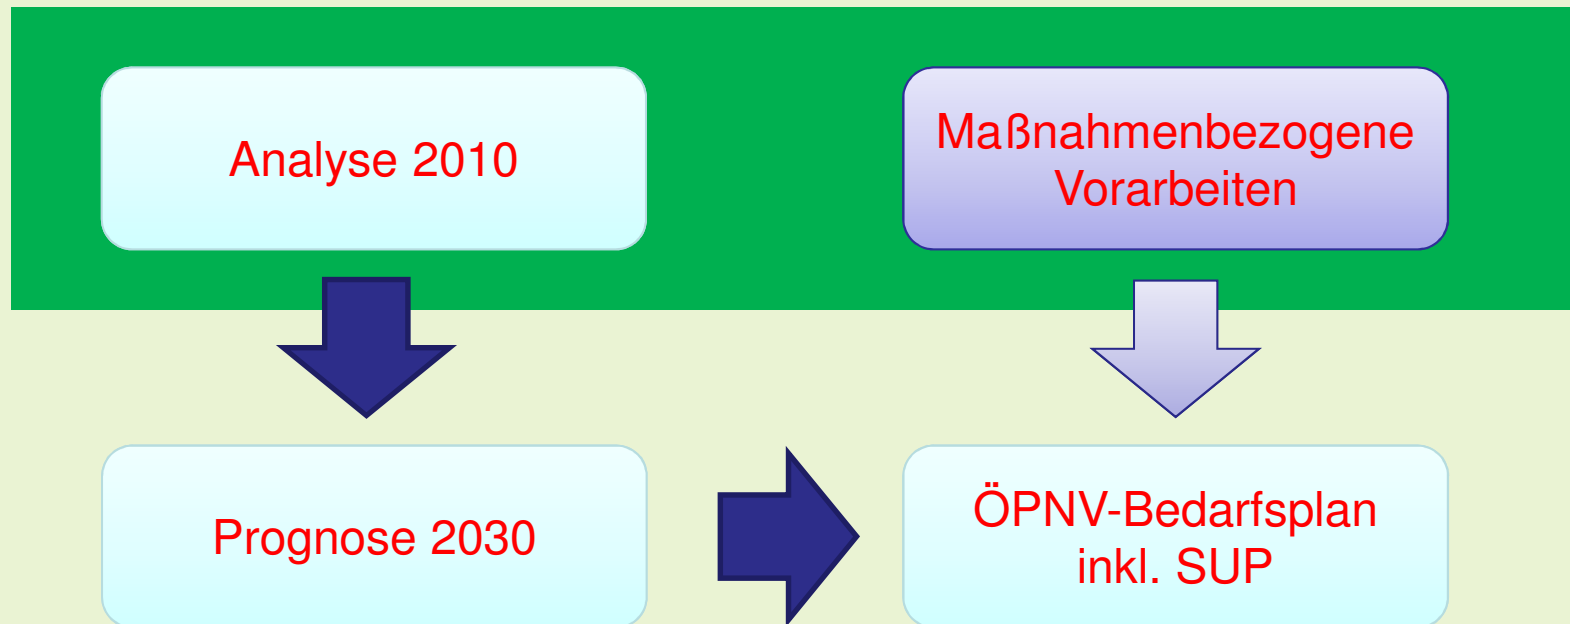 Analyse 2010
Maßnahmenbezogene
Vorarbeiten
Prognose 2030
ÖPNV-Bedarfsplan
inkl. SUP